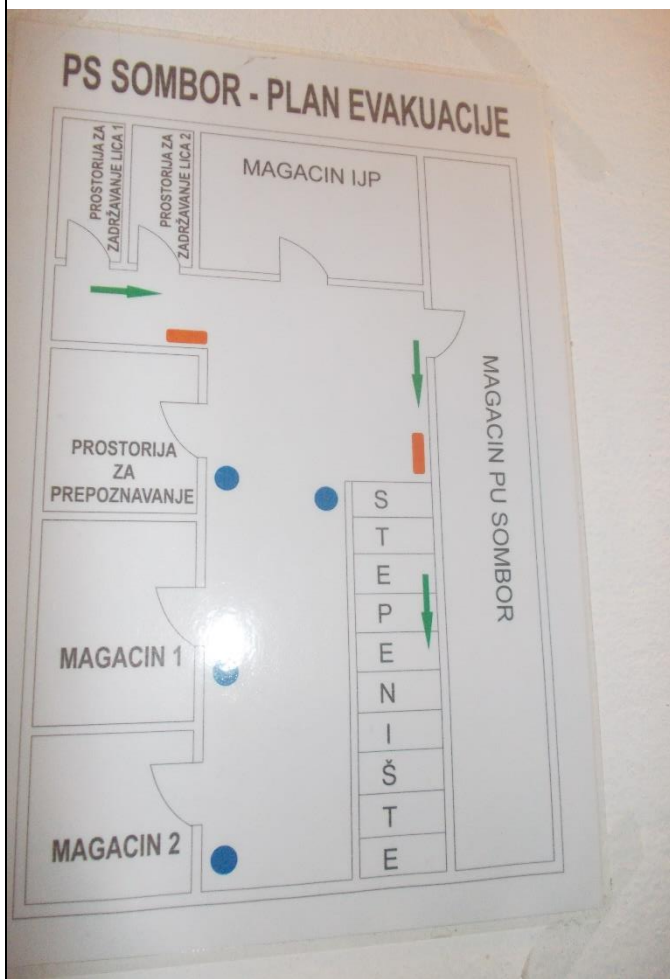 PS SOMBOR - PLAN EVAKUACIJE
PROSTORIJA ZA
ZADRŽAVANJE LICA 1
PROSTORIJA ZA
ZADRŽAVANJE LICA 2
MAGACIN IJP
MAGACIN PU SOMBOR
PROSTORIJA
ZA
PREPOZNAVANJE
MAGACIN 1
MAGACIN 2
S
T
E
P
E
N
I
Š
T
E